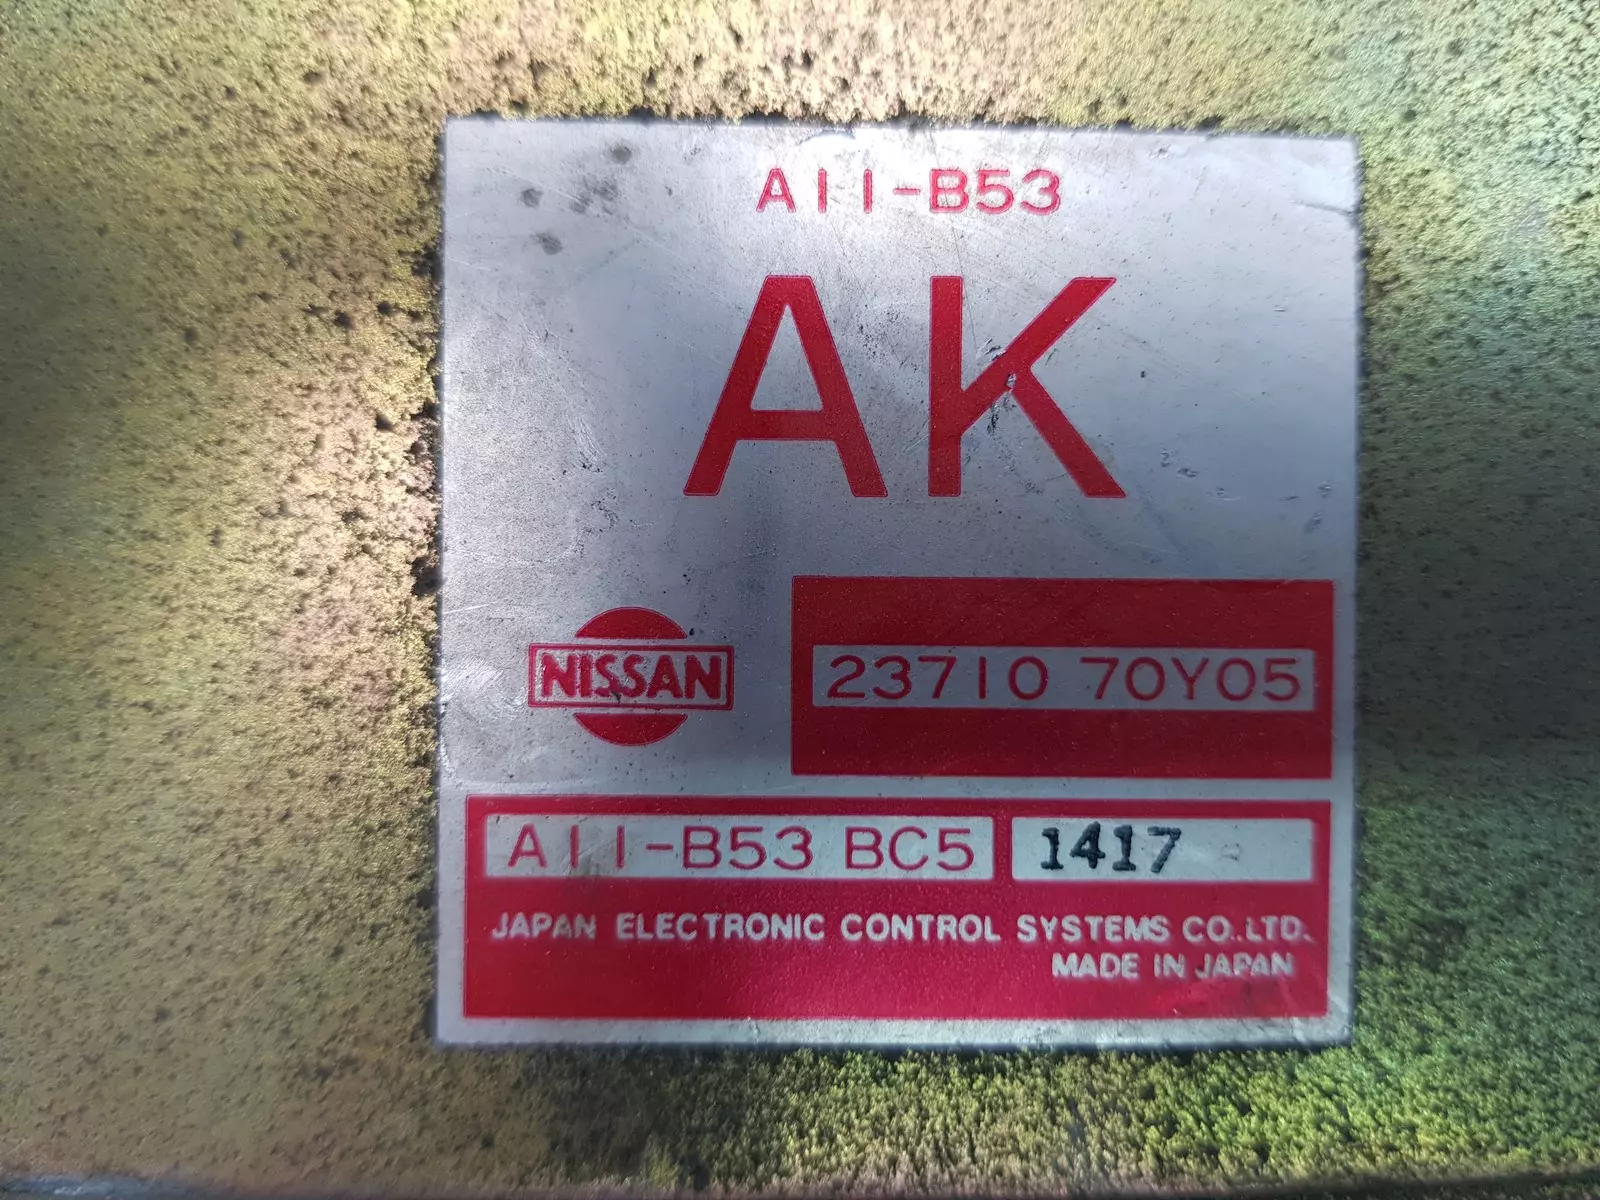 A11-B53
AK
NISSAN
23710 70Y05
A11-B53 BC5 1417
JAPAN ELECTRONIC CONTROL SYSTEMS CO.,LTD.
MADE IN JAPAN